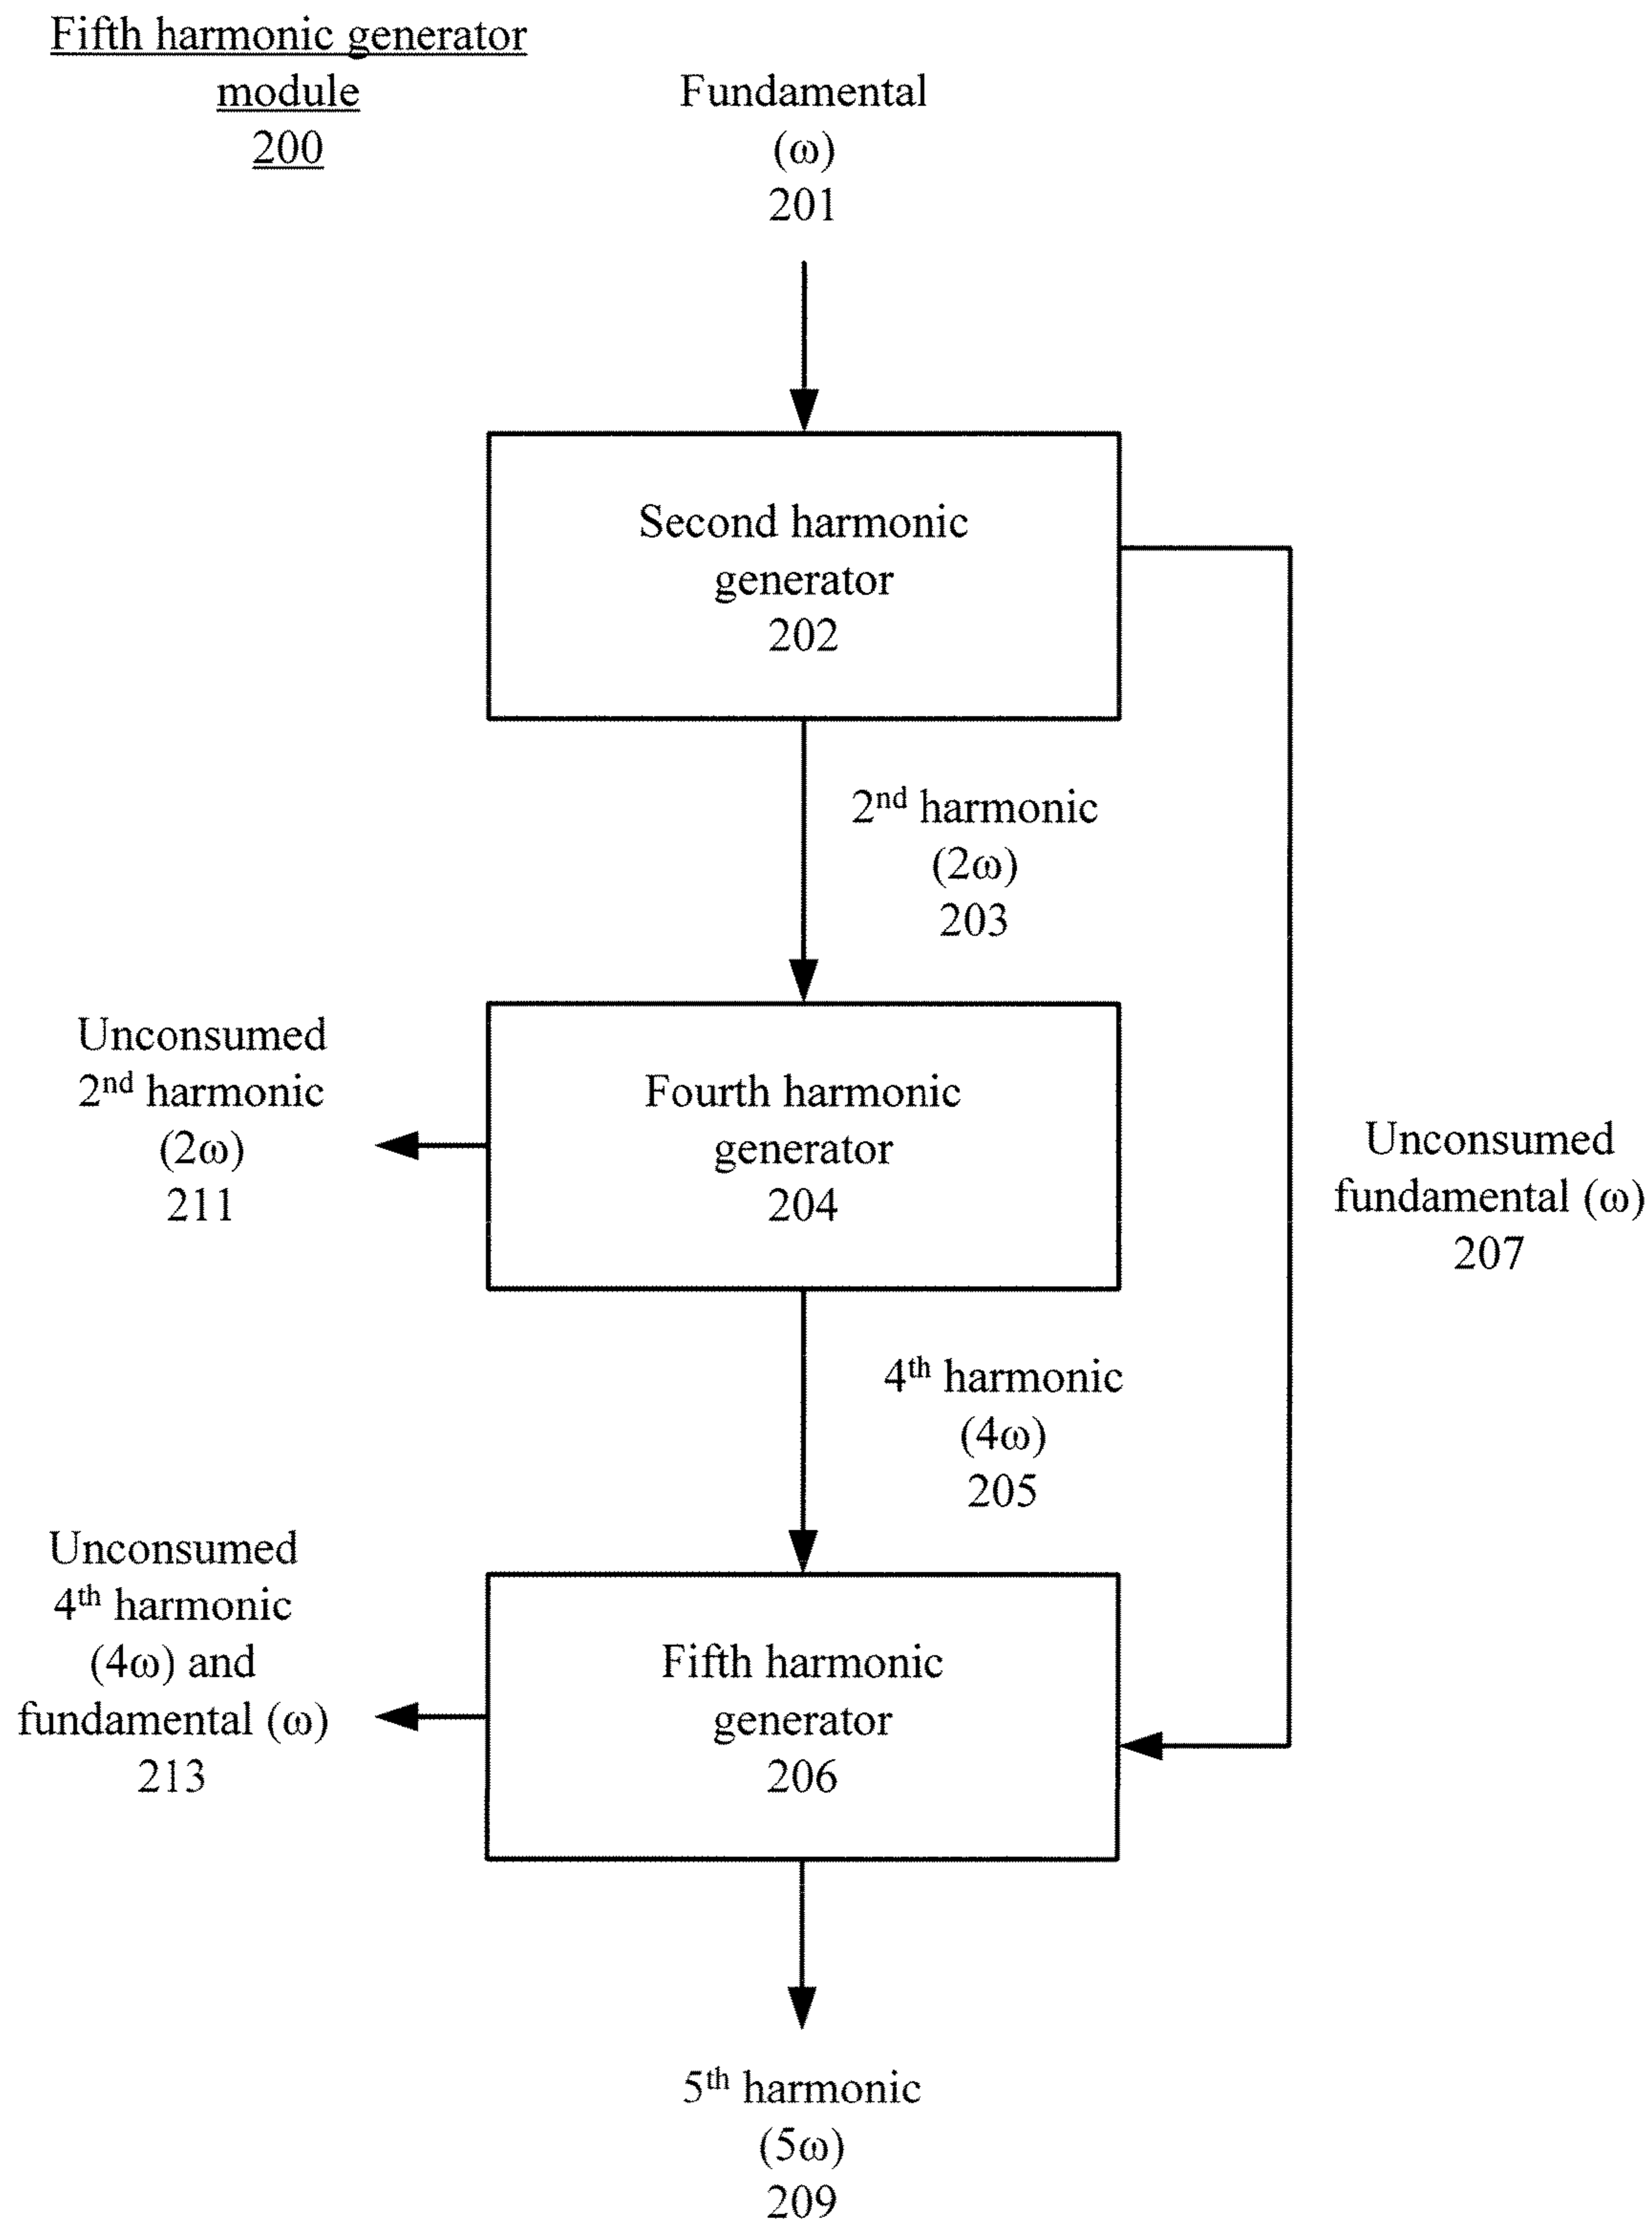 Fifth harmonic generator
module
200
Fundamental
(ω)
201
Second harmonic
generator
202
2nd harmonic
(2ω)
203
Unconsumed
2nd harmonic
(2ω)
211
Fourth harmonic
generator
204
Unconsumed
fundamental (ω)
207
4th harmonic
(4ω)
205
Unconsumed
4th harmonic
(4ω) and
fundamental (ω)
213
Fifth harmonic
generator
206
5th harmonic
(5ω)
209